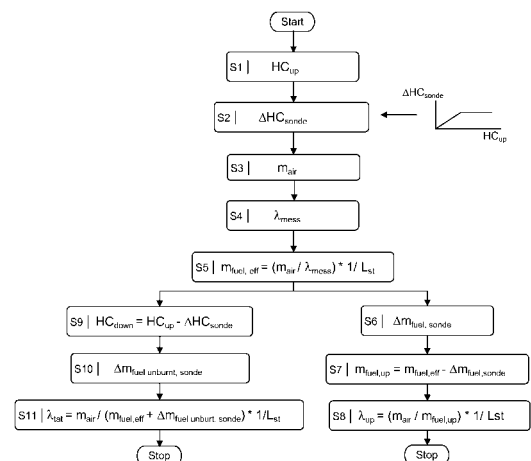 Start
S1 | HC_up
S2 | ΔHC_sonde
ΔHC_sonde
HC_up
S3 | m_air
S4 | λ_mess
S5 | m_fuel, eff = (m_air / λ_mess) * 1/ L_st
S9 | HC_down = HC_up - ΔHC_sonde
S6 | Δm_fuel, sonde
S10 | Δm_fuel unburnt, sonde
S7 | m_fuel,up = m_fuel,eff - Δm_fuel,sonde
S11 | λ_tat = m_air / (m_fuel,eff + Δm_fuel unburt. sonde) * 1/L_st
S8 | λ_up = (m_air / m_fuel,up) * 1/ Lst
Stop
Stop